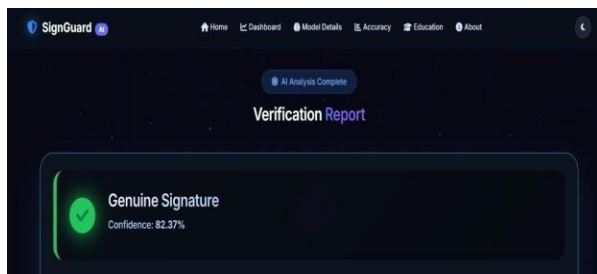 SignGuard AI Home Dashboard Model Details Accuracy Education About
AI Analysis Complete
Verification Report
Genuine Signature
Confidence: 82.37%